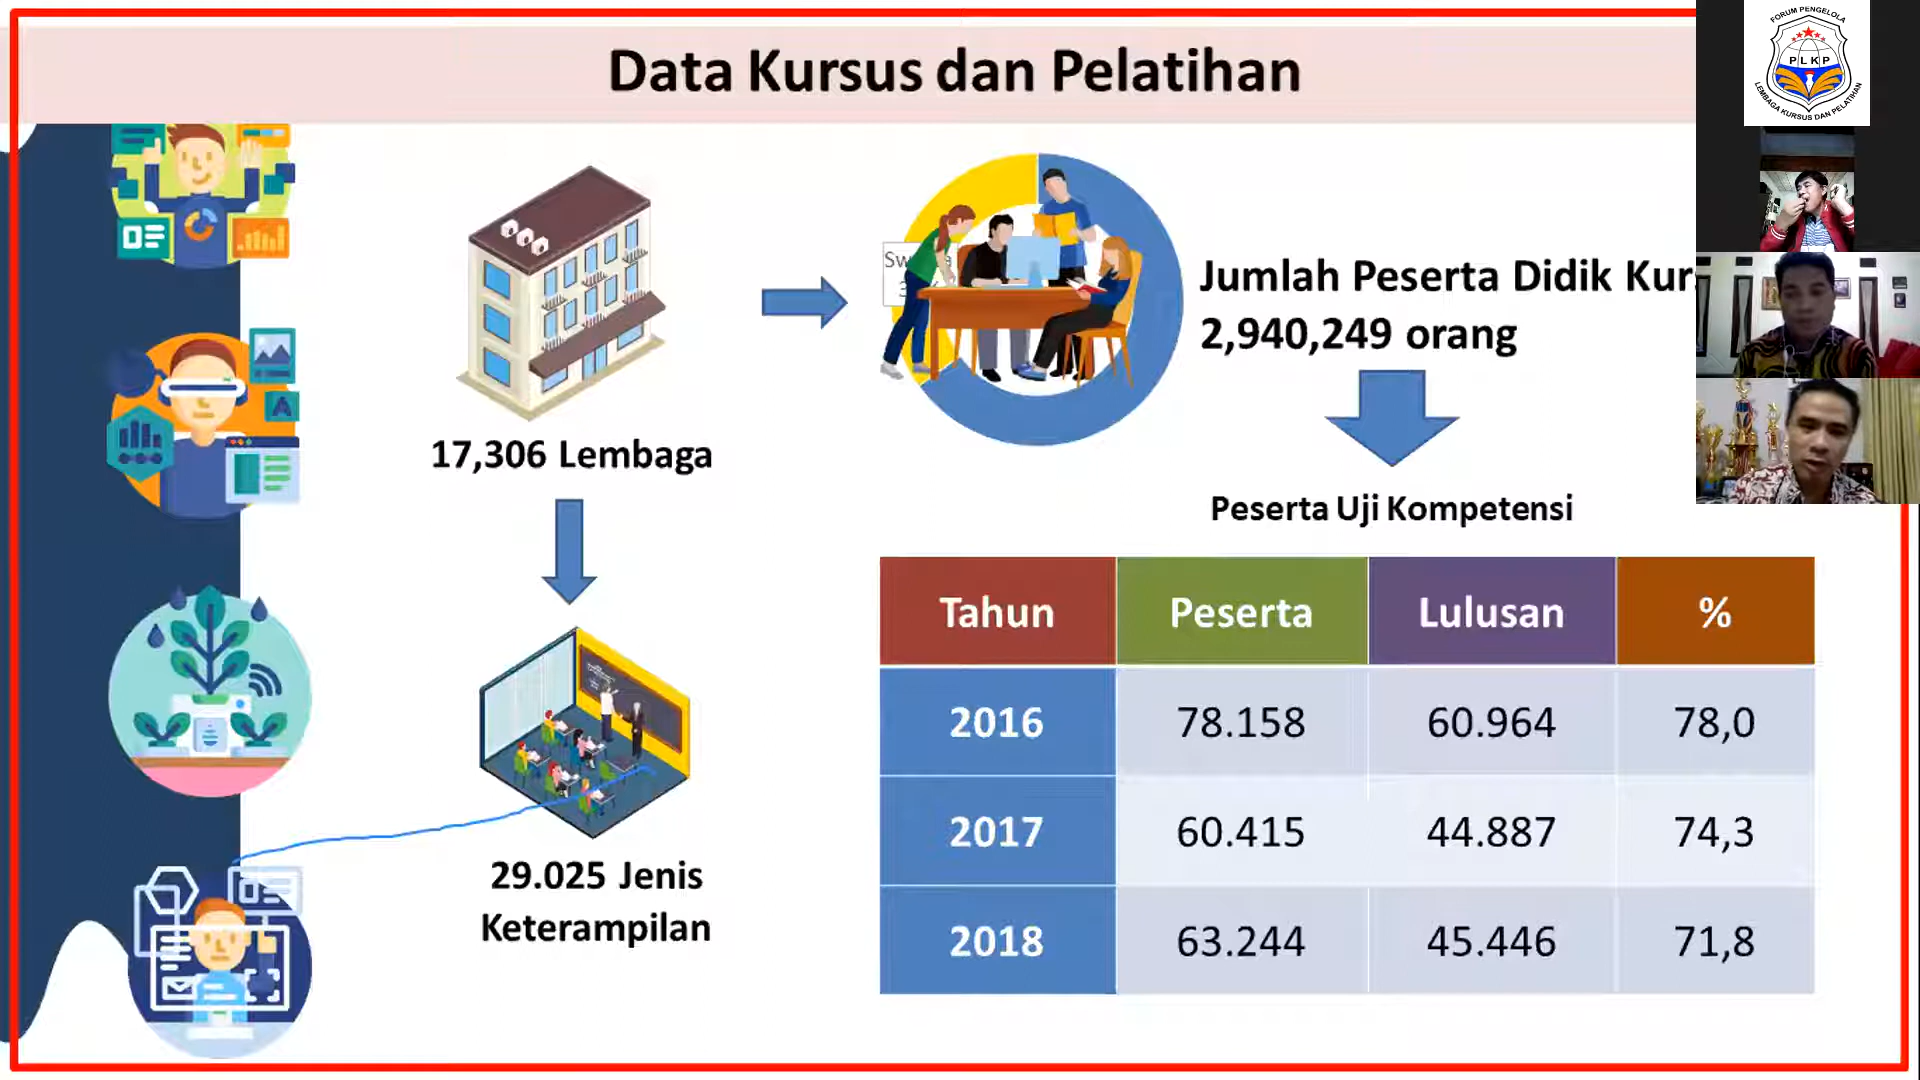 Data Kursus dan Pelatihan
FORUM PENGELOLA
PLKP
LEMBAGA KURSUS DAN PELATIHAN
Jumlah Peserta Didik Kur
2,940,249 orang
17,306 Lembaga
Peserta Uji Kompetensi
Tahun Peserta Lulusan %
2016 78.158 60.964 78,0
2017 60.415 44.887 74,3
2018 63.244 45.446 71,8
29.025 Jenis
Keterampilan